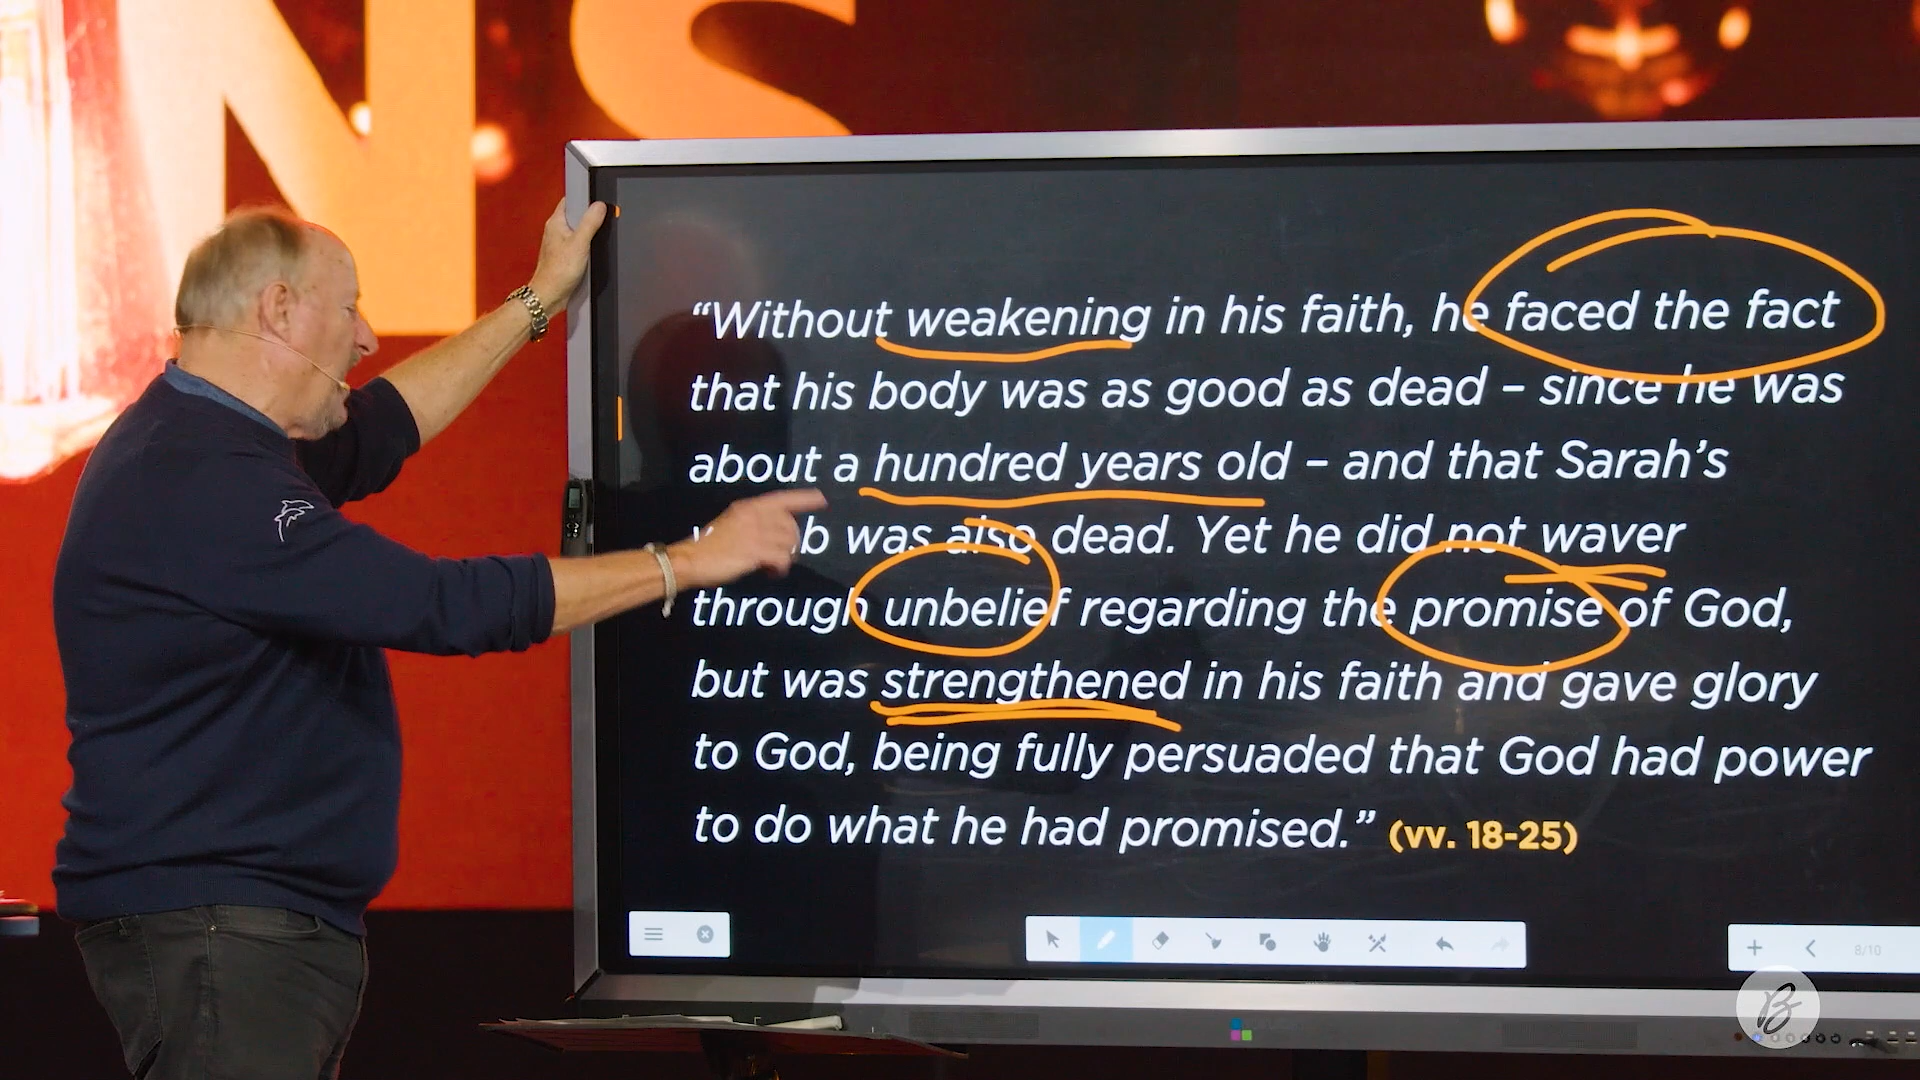 NS
“Without weakening in his faith, he faced the fact
that his body was as good as dead – since he was
about a hundred years old – and that Sarah’s
was also dead. Yet he did not waver
through unbelief regarding the promise of God,
but was strengthened in his faith and gave glory
to God, being fully persuaded that God had power
to do what he had promised.” (vv. 18-25)
8/10
B